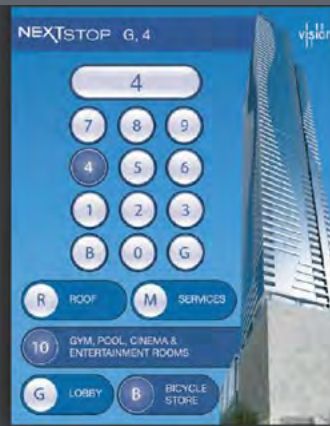 NEXTSTOP G, 4
vision
4
7 8 9
4 5 6
1 2 3
B 0 G
R ROOF M SERVICES
10 GYM, POOL, CINEMA &
ENTERTAINMENT ROOMS
G LOBBY B BICYCLE
STORE